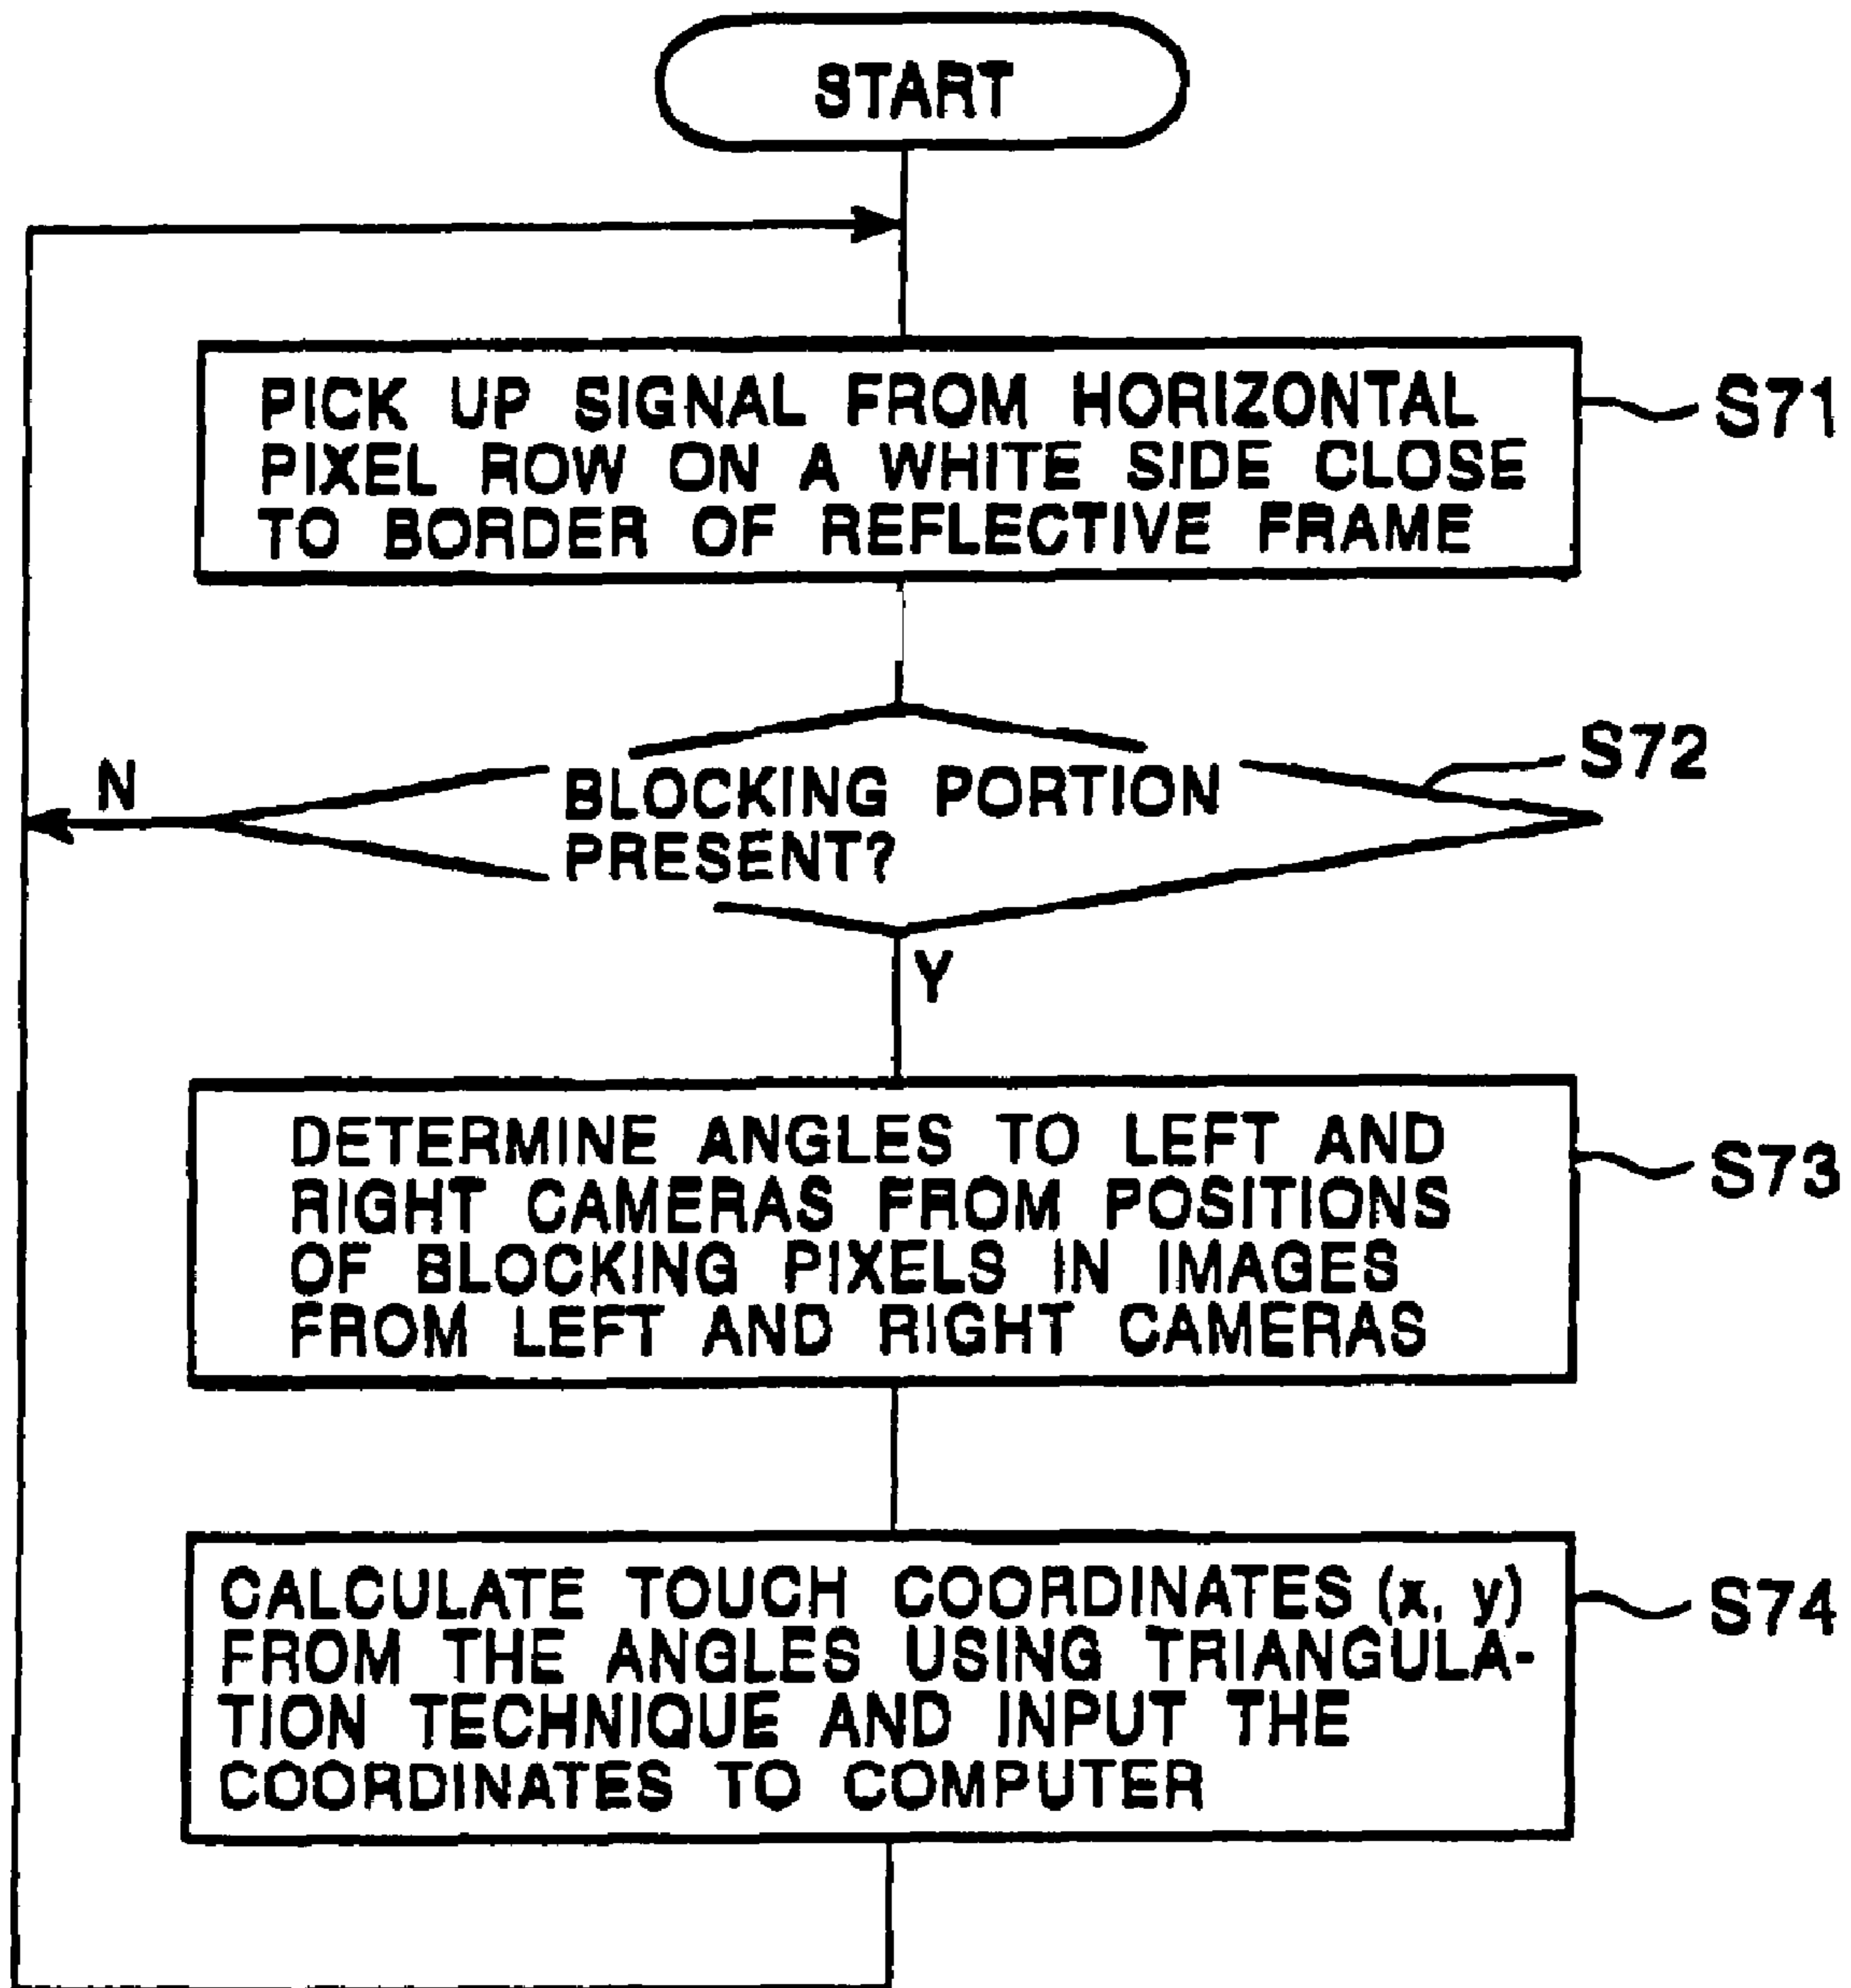 START
PICK UP SIGNAL FROM HORIZONTAL
PIXEL ROW ON A WHITE SIDE CLOSE
TO BORDER OF REFLECTIVE FRAME
S71
BLOCKING PORTION
PRESENT?
S72
N
Y
DETERMINE ANGLES TO LEFT AND
RIGHT CAMERAS FROM POSITIONS
OF BLOCKING PIXELS IN IMAGES
FROM LEFT AND RIGHT CAMERAS
S73
CALCULATE TOUCH COORDINATES (x, y)
FROM THE ANGLES USING TRIANGULA-
TION TECHNIQUE AND INPUT THE
COORDINATES TO COMPUTER
S74